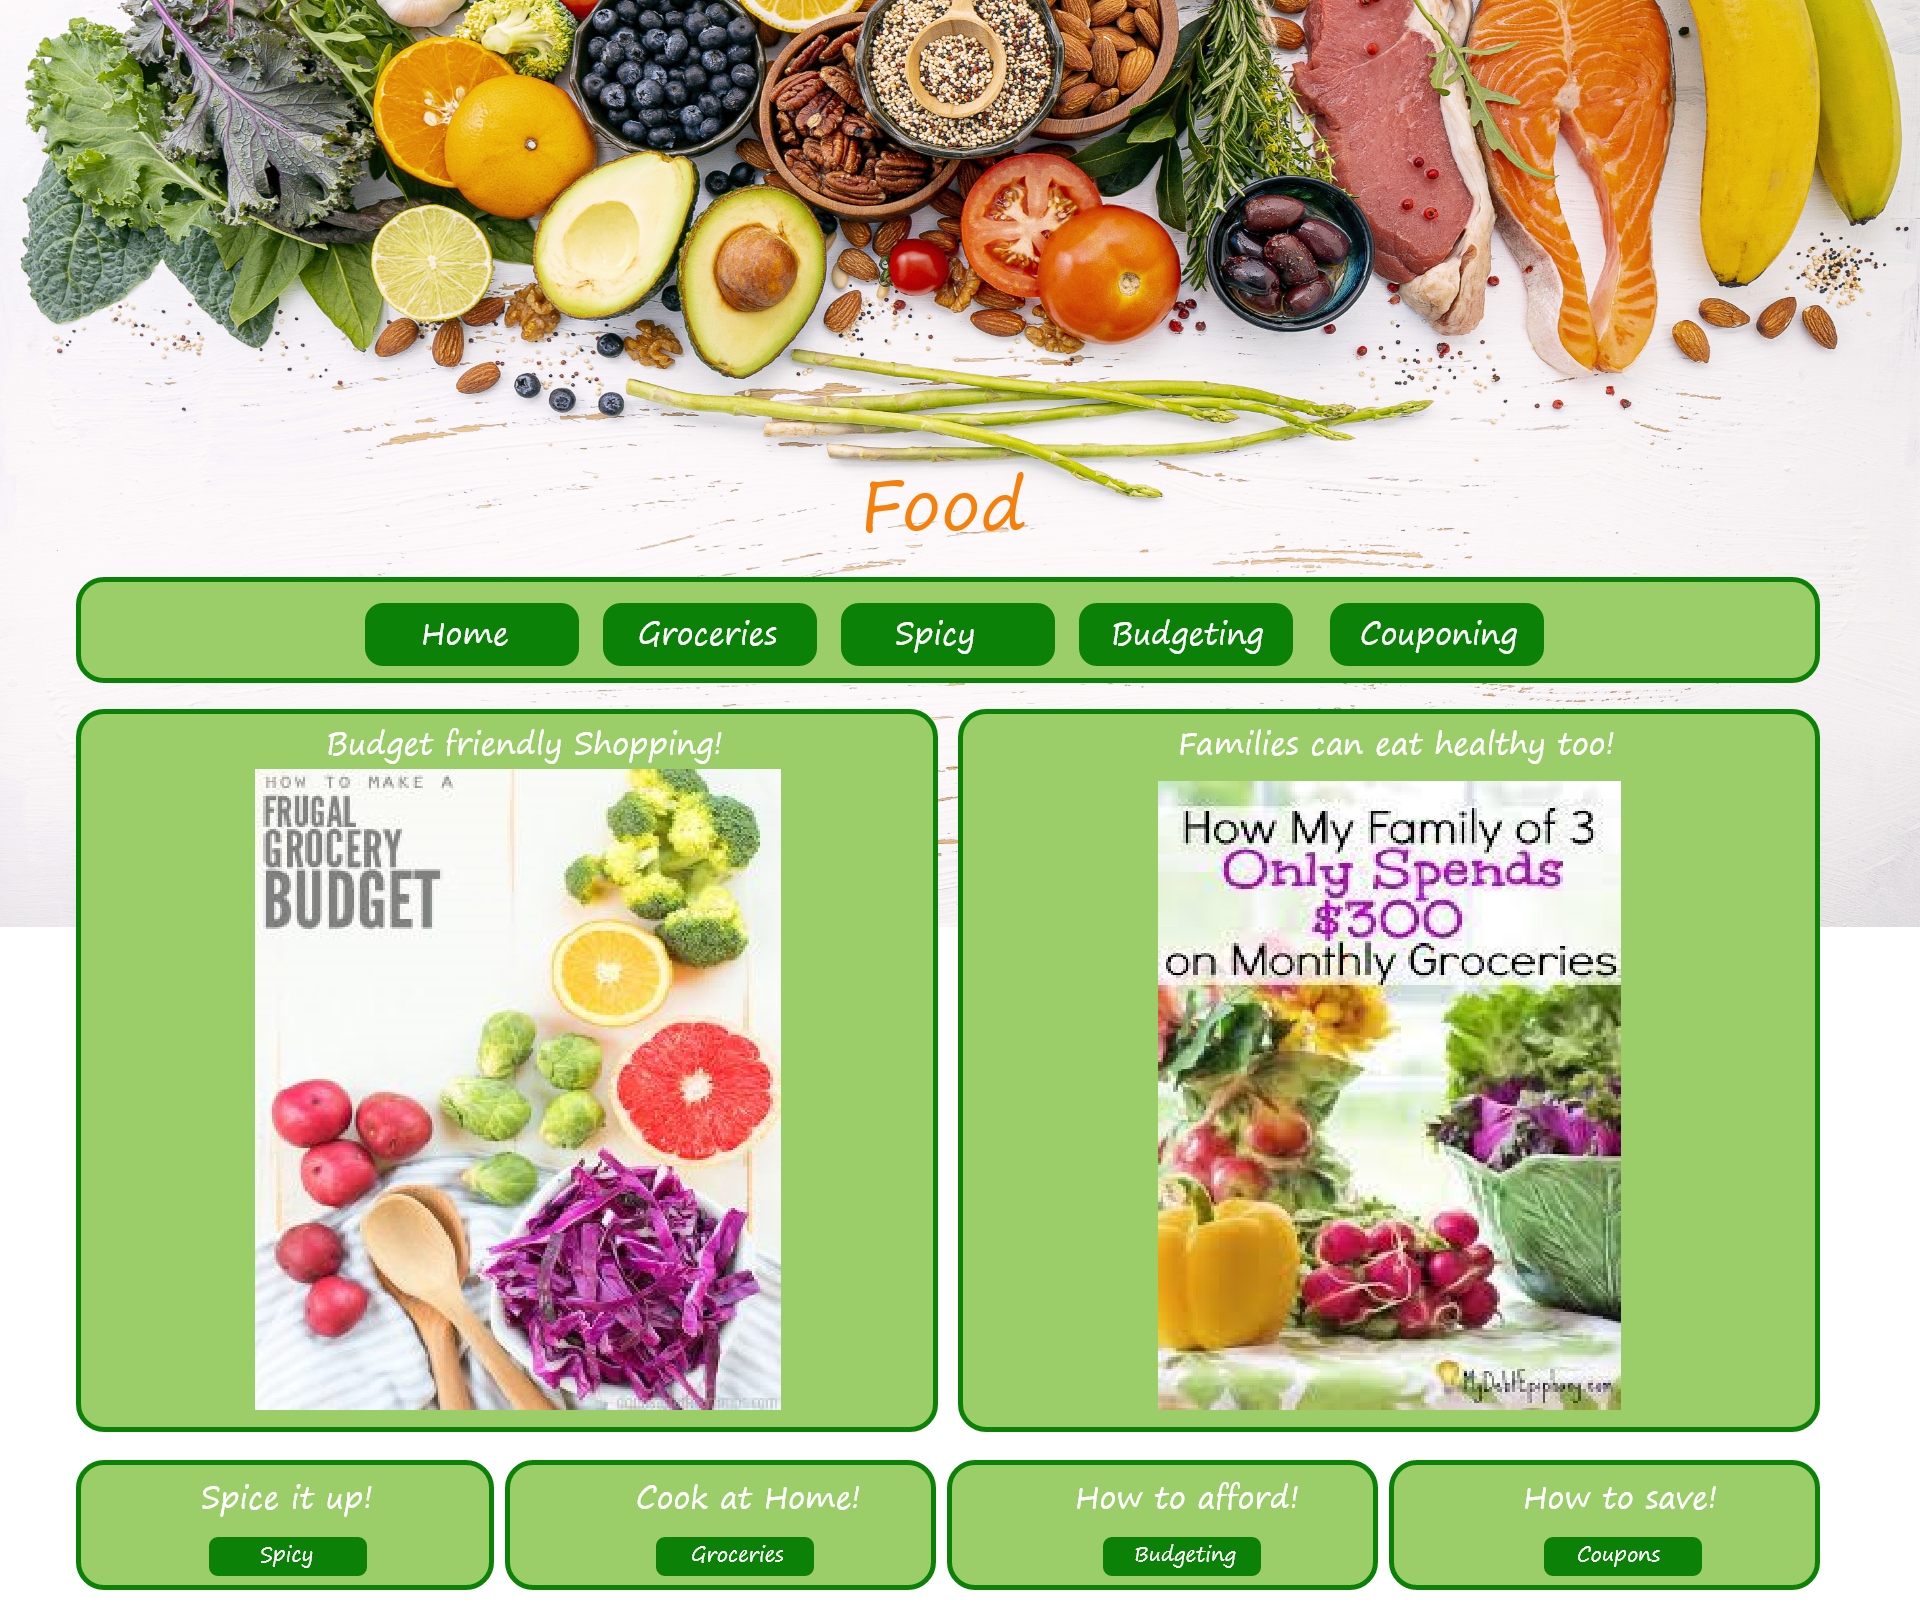 Food
Home
Groceries
Spicy
Budgeting
Couponing
Budget friendly Shopping!
Families can eat healthy too!
HOW TO MAKE A
FRUGAL
GROCERY
BUDGET
How My Family of 3
Only Spends
$300
on Monthly Groceries
MyDebtEpiphany.com
Spice it up!
Cook at Home!
How to afford!
How to save!
Spicy
Groceries
Budgeting
Coupons